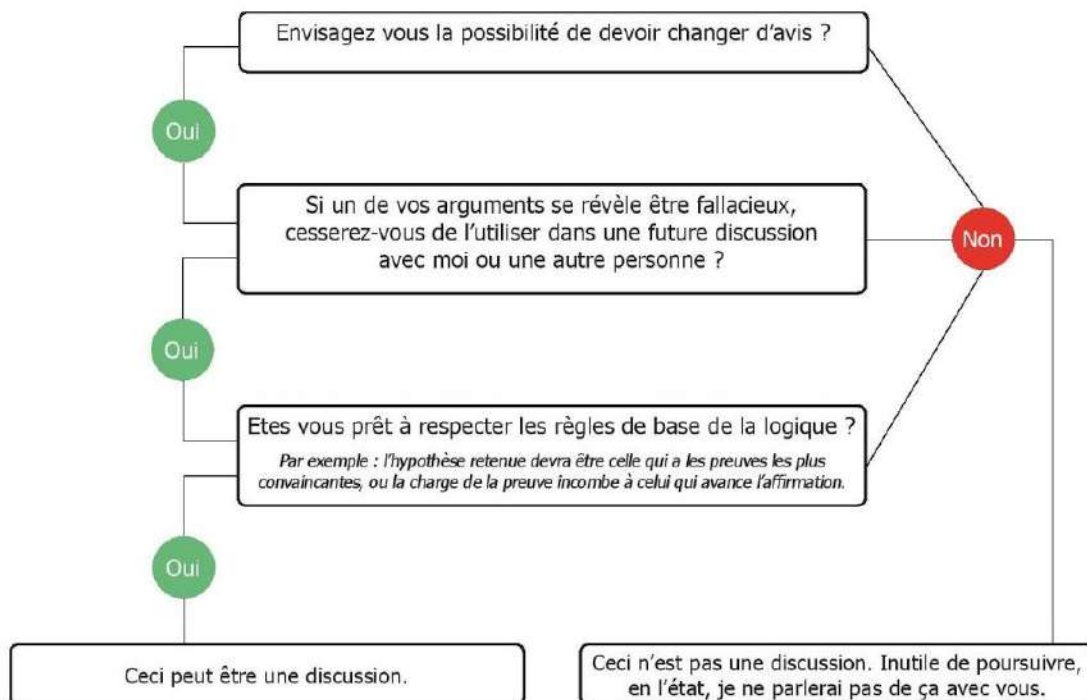 Envisagez vous la possibilité de devoir changer d'avis ?
Oui
Si un de vos arguments se révèle être fallacieux,
cesserez-vous de l'utiliser dans une future discussion
avec moi ou une autre personne ?
Non
Oui
Etes vous prêt à respecter les règles de base de la logique ?
Par exemple : l'hypothèse retenue devra être celle qui a les preuves les plus
convaincantes, ou la charge de la preuve incombe à celui qui avance l'affirmation.
Oui
Ceci peut être une discussion.
Ceci n'est pas une discussion. Inutile de poursuivre,
en l'état, je ne parlerai pas de ça avec vous.